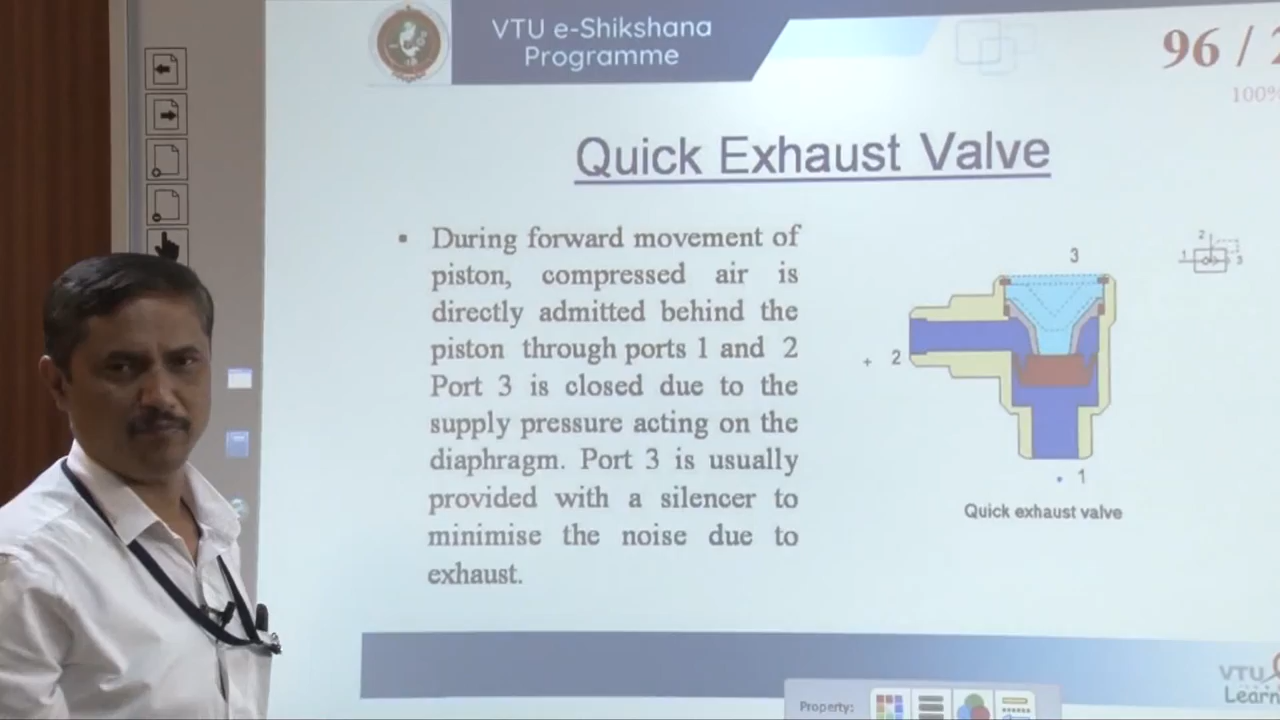 VTU e-Shikshana
Programme
96 / 2
100%
Quick Exhaust Valve
▪ During forward movement of
piston, compressed air is
directly admitted behind the
piston through ports 1 and 2
Port 3 is closed due to the
supply pressure acting on the
diaphragm. Port 3 is usually
provided with a silencer to
minimise the noise due to
exhaust.
3
2
1
Quick exhaust valve
2
1
3
VTU
Learn
Property: